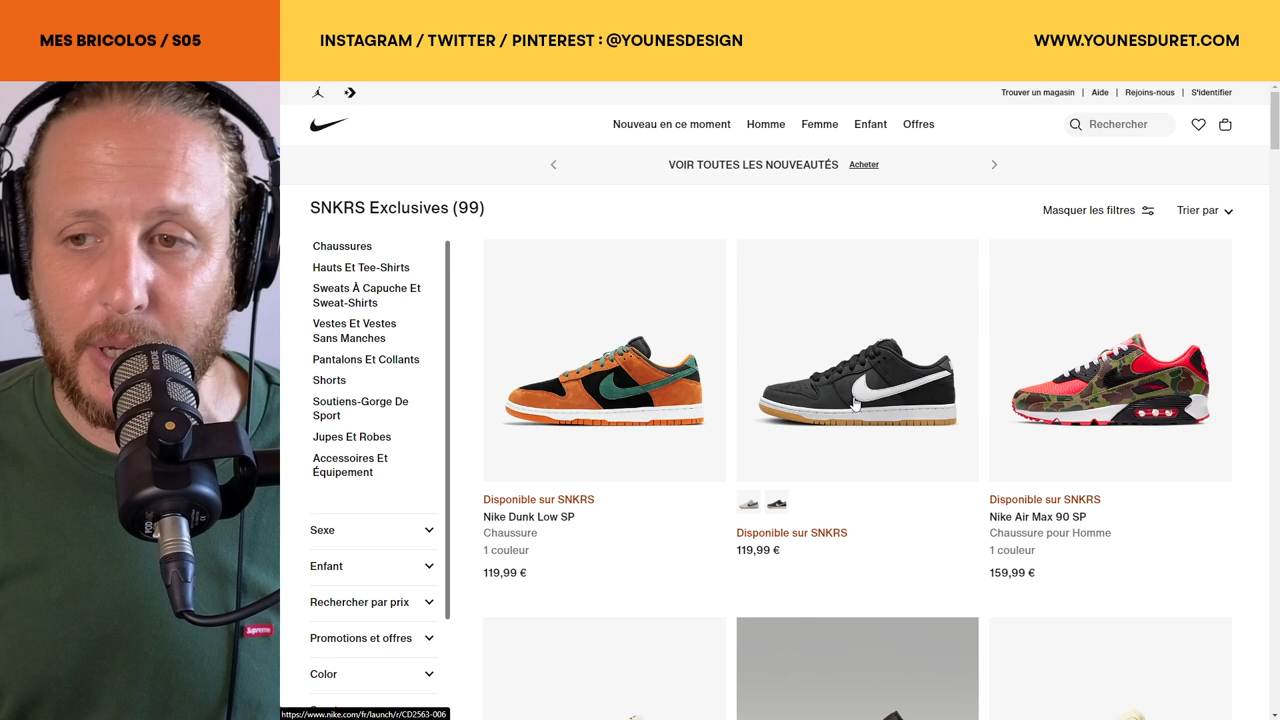 MES BRICOLOS / S05
INSTAGRAM / TWITTER / PINTEREST : @YOUNESDESIGN
WWW.YOUNESDURET.COM
Trouver un magasin | Aide | Rejoins-nous | S'identifier
Nouveau en ce moment Homme Femme Enfant Offres
Rechercher
VOIR TOUTES LES NOUVEAUTÉS Acheter
SNKRS Exclusives (99)
Masquer les filtres
Trier par
Chaussures
Hauts Et Tee-Shirts
Sweats À Capuche Et
Sweat-Shirts
Vestes Et Vestes
Sans Manches
Pantalons Et Collants
Shorts
Soutiens-Gorge De
Sport
Jupes Et Robes
Accessoires Et
Équipement
Sexe
Enfant
Rechercher par prix
Promotions et offres
Color
Disponible sur SNKRS
Nike Dunk Low SP
Chaussure
1 couleur
119,99 €
Disponible sur SNKRS
119,99 €
Disponible sur SNKRS
Nike Air Max 90 SP
Chaussure pour Homme
1 couleur
159,99 €
https://www.nike.com/fr/launch/r/CD2563-006
RØDE
Supreme